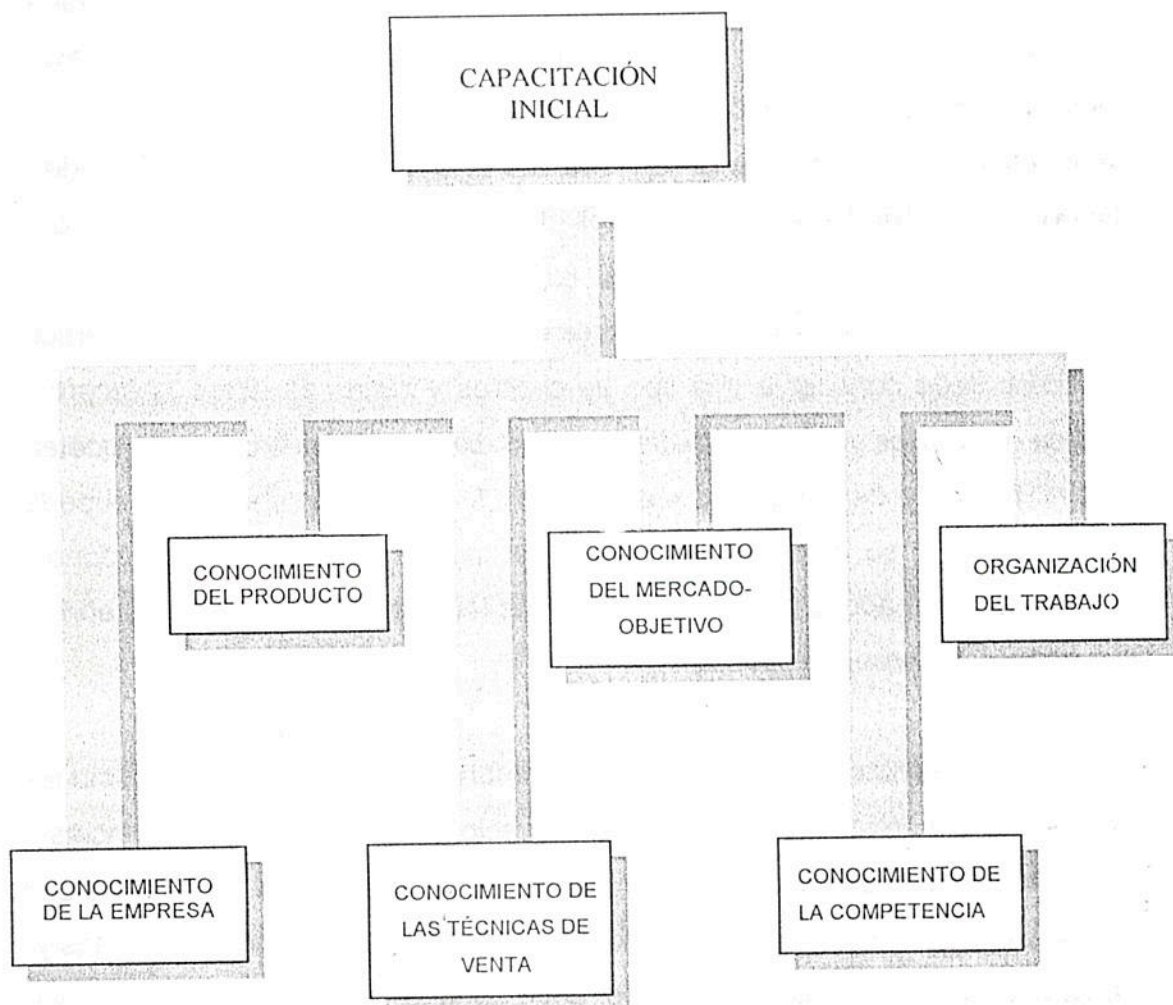 CAPACITACIÓN
INICIAL
CONOCIMIENTO
DEL PRODUCTO
CONOCIMIENTO
DEL MERCADO-
OBJETIVO
ORGANIZACIÓN
DEL TRABAJO
CONOCIMIENTO
DE LA EMPRESA
CONOCIMIENTO DE
LAS TÉCNICAS DE
VENTA
CONOCIMIENTO DE
LA COMPETENCIA